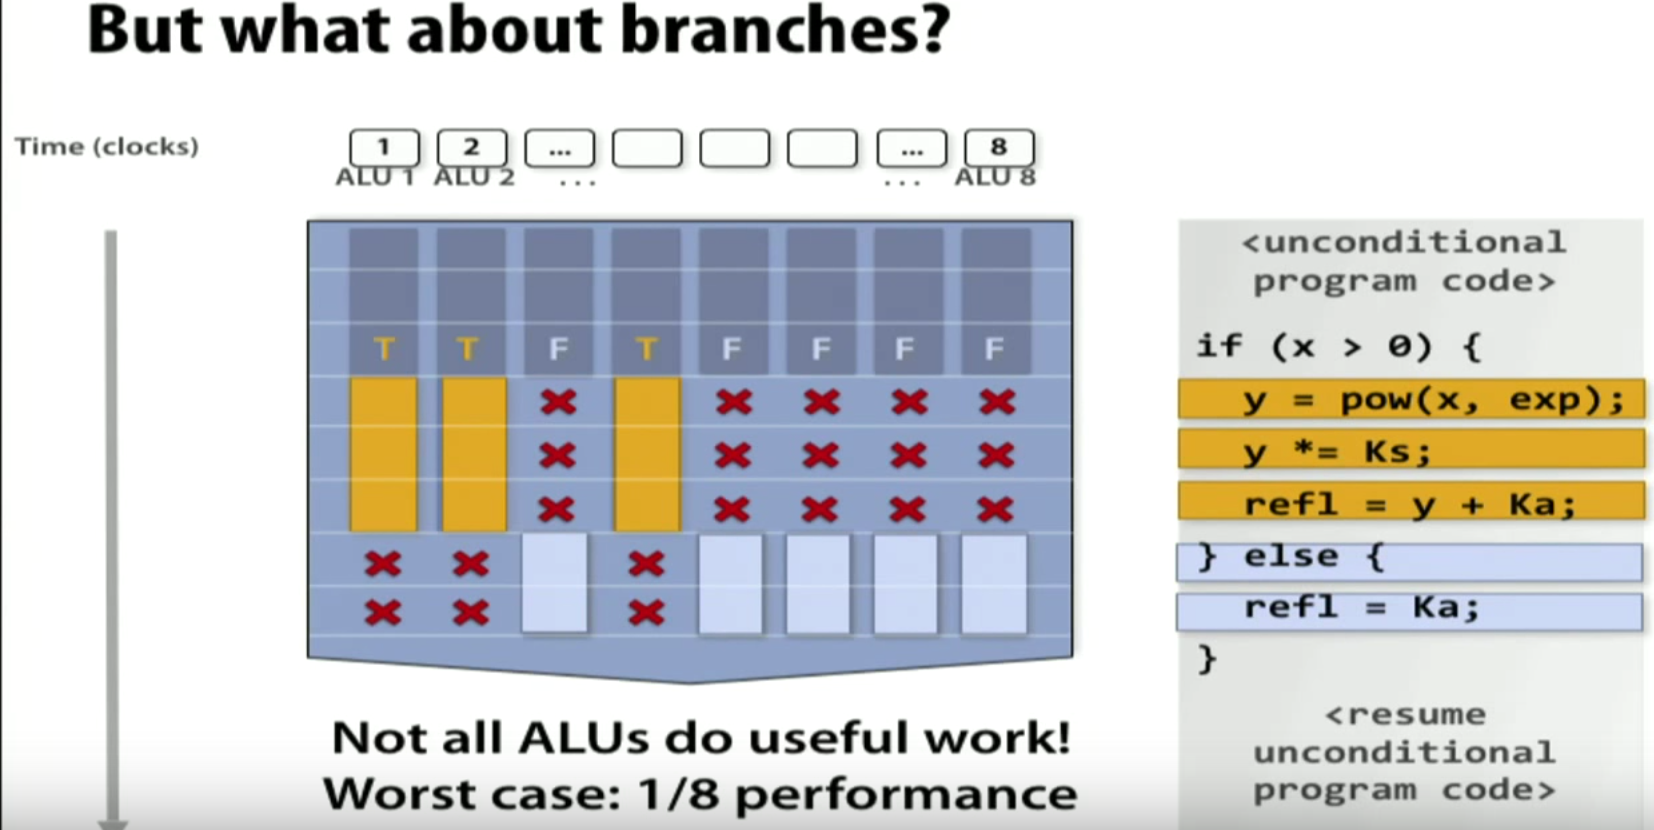 But what about branches?
Time (clocks)
1 2 ... ... 8
ALU 1 ALU 2 ... ... ALU 8
T T F T F F F F
<unconditional
program code>
if (x > 0) {
y = pow(x, exp);
y *= Ks;
refl = y + Ka;
} else {
refl = Ka;
}
<resume
unconditional
program code>
Not all ALUs do useful work!
Worst case: 1/8 performance